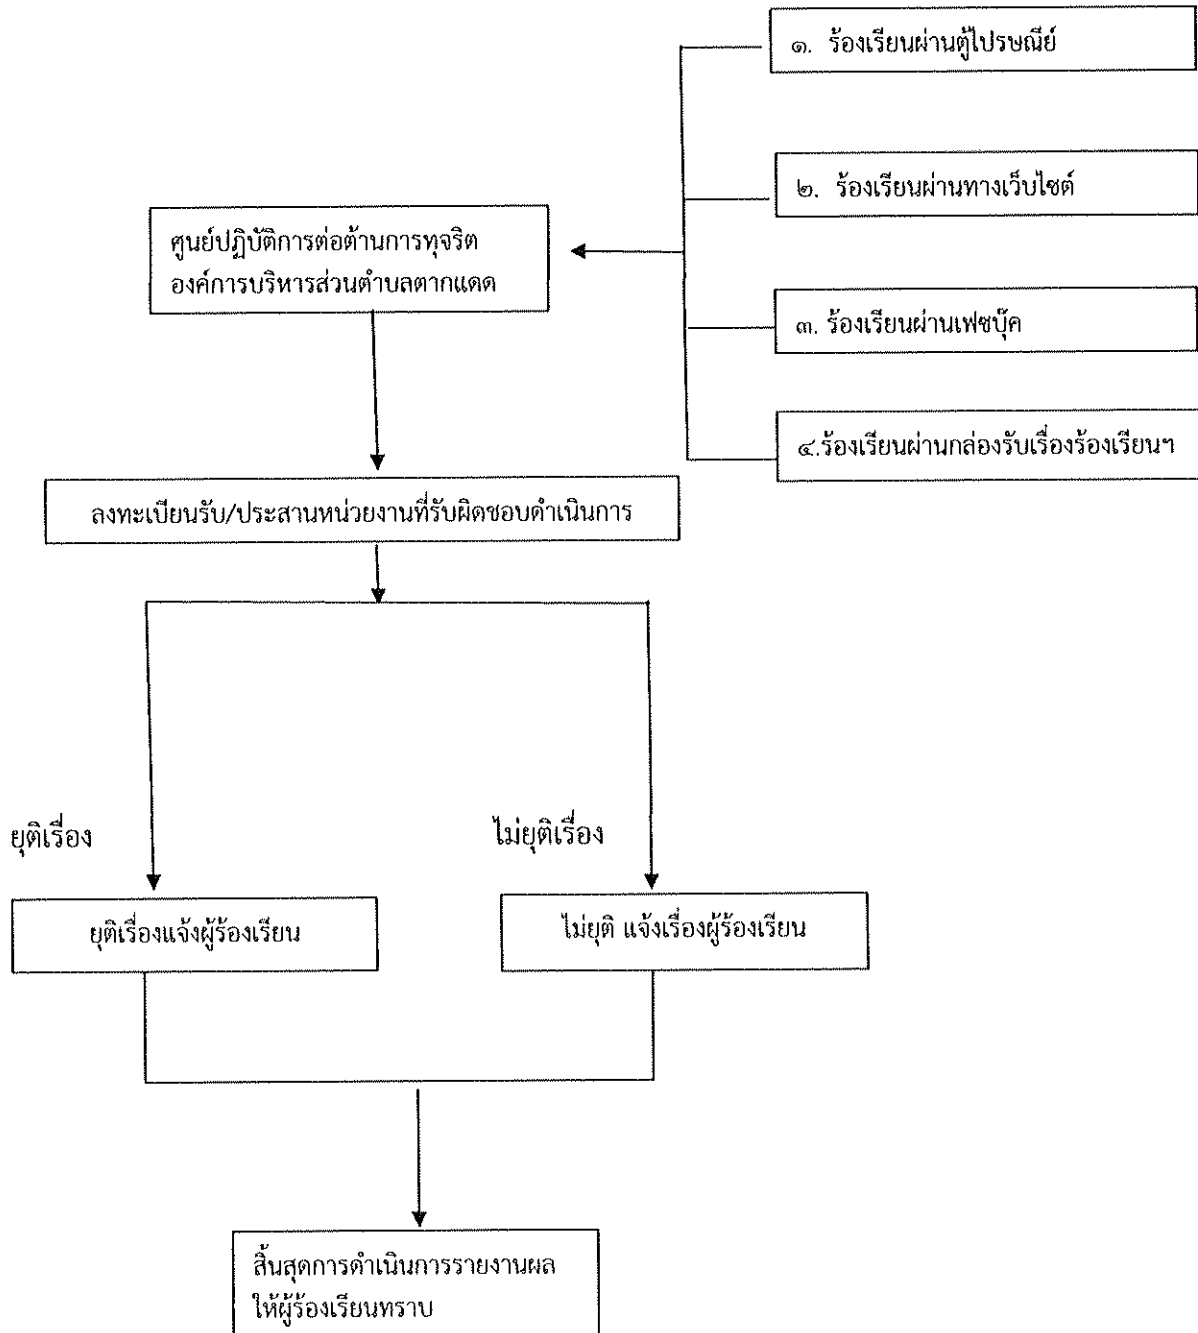 ๑. ร้องเรียนผ่านตู้ไปรษณีย์
๒. ร้องเรียนผ่านทางเว็บไซต์
ศูนย์ปฏิบัติการต่อต้านการทุจริต
องค์การบริหารส่วนตำบลตากแดด
๓. ร้องเรียนผ่านเฟซบุ๊ค
๔.ร้องเรียนผ่านกล่องรับเรื่องร้องเรียนฯ
ลงทะเบียนรับ/ประสานหน่วยงานที่รับผิดชอบดำเนินการ
ยุติเรื่อง
ไม่ยุติเรื่อง
ยุติเรื่องแจ้งผู้ร้องเรียน
ไม่ยุติ แจ้งเรื่องผู้ร้องเรียน
สิ้นสุดการดำเนินการรายงานผล
ให้ผู้ร้องเรียนทราบ